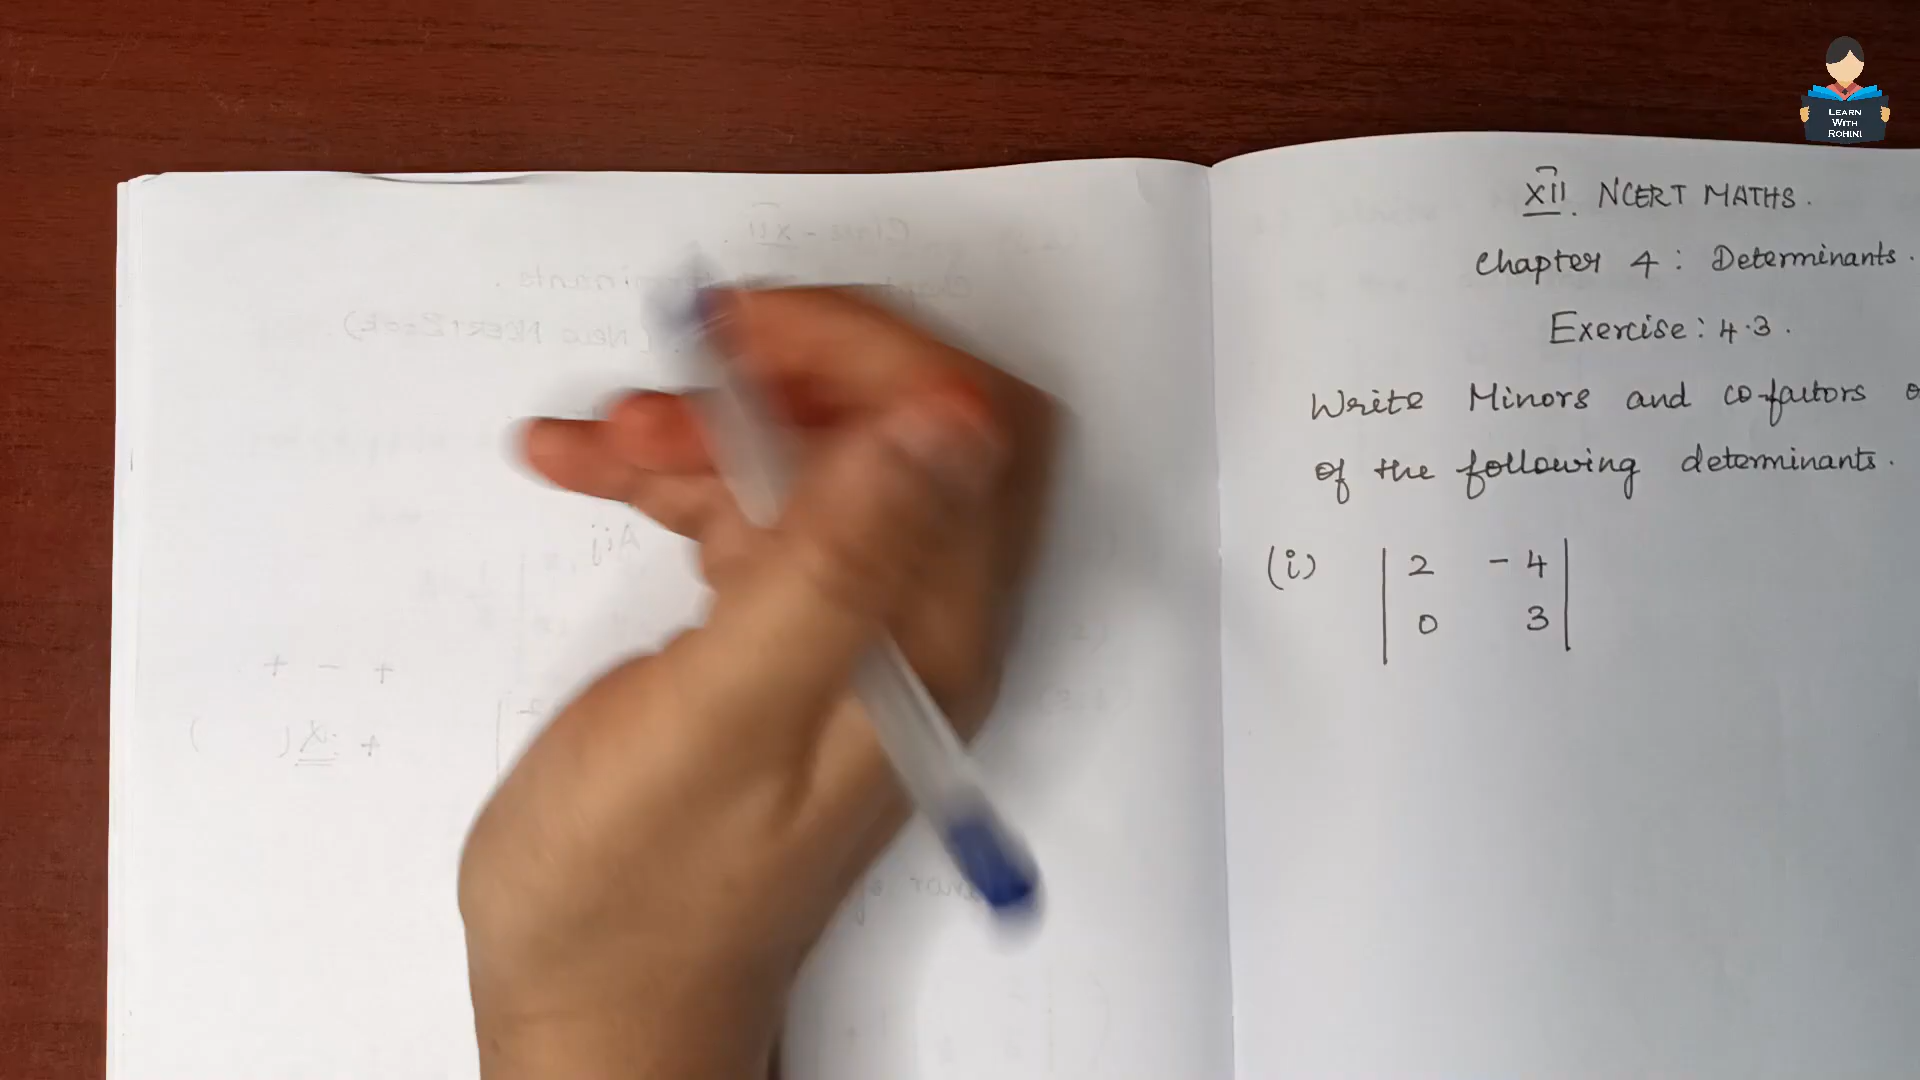 LEARN
WITH
ROHINI
XII. NCERT MATHS.
Chapter 4 : Determinants.
Exercise: 4.3.
Write Minors and co-factors
of the following determinants.
(i) | 2 - 4 |
| 0 3 |